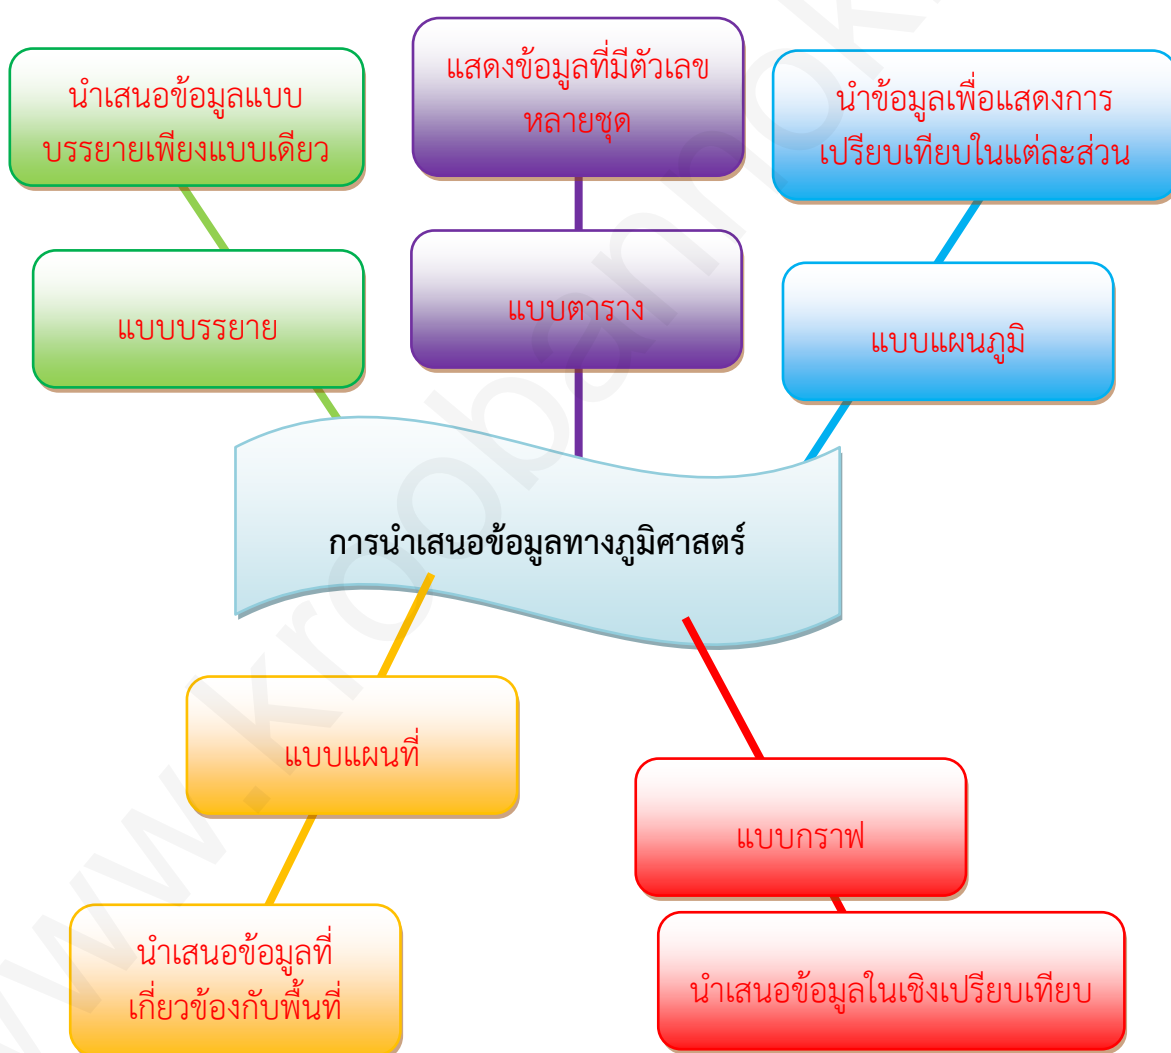 นำเสนอข้อมูลแบบ
บรรยายเพียงแบบเดียว
แสดงข้อมูลที่มีตัวเลข
หลายชุด
นำข้อมูลเพื่อแสดงการ
เปรียบเทียบในแต่ละส่วน
แบบบรรยาย
แบบตาราง
แบบแผนภูมิ
การนำเสนอข้อมูลทางภูมิศาสตร์
แบบแผนที่
แบบกราฟ
นำเสนอข้อมูลที่
เกี่ยวข้องกับพื้นที่
นำเสนอข้อมูลในเชิงเปรียบเทียบ